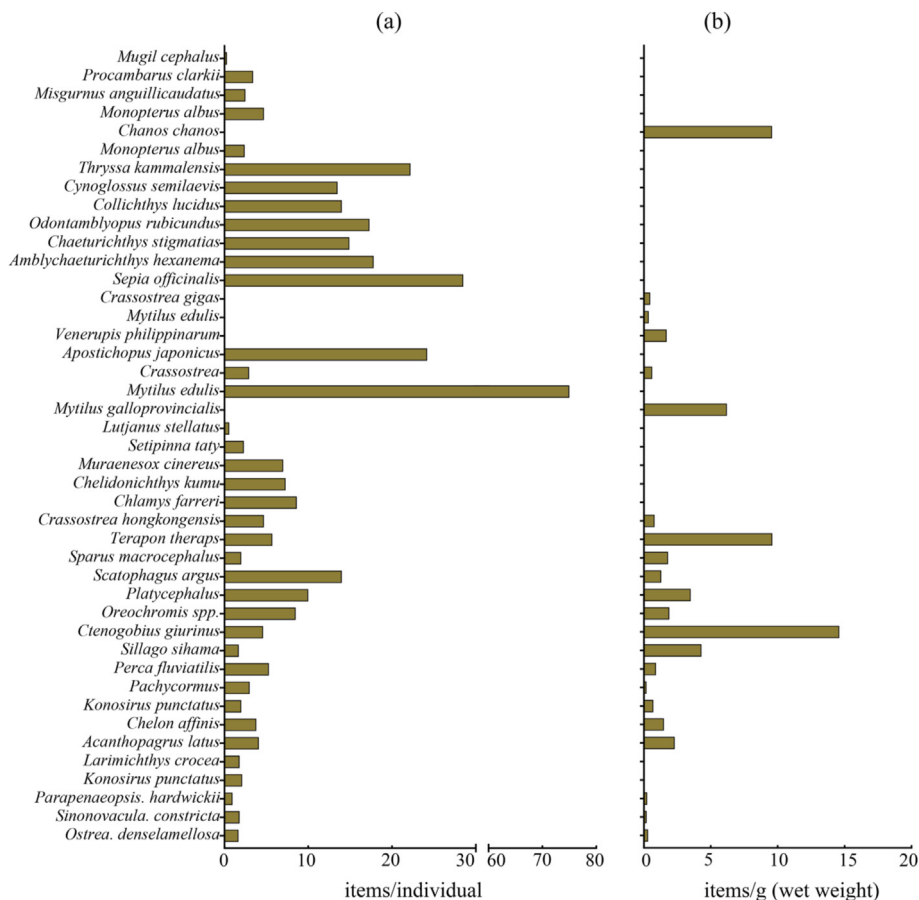 (a)
(b)
Mugil cephalus
Procambarus clarkii
Misgurnus anguillicaudatus
Monopterus albus
Chanos chanos
Monopterus albus
Thryssa kammalensis
Cynoglossus semilaevis
Collichthys lucidus
Odontamblyopus rubicundus
Chaeturichthys stigmatias
Amblychaeturichthys hexanema
Sepia officinalis
Crassostrea gigas
Mytilus edulis
Venerupis philippinarum
Apostichopus japonicus
Crassostrea
Mytilus edulis
Mytilus galloprovincialis
Lutjanus stellatus
Setipinna taty
Muraenesox cinereus
Chelidonichthys kumu
Chlamys farreri
Crassostrea hongkongensis
Terapon theraps
Sparus macrocephalus
Scatophagus argus
Platycephalus
Oreochromis spp.
Ctenogobius giurinus
Sillago sihama
Perca fluviatilis
Pachycormus
Konosirus punctatus
Chelon affinis
Acanthopagrus latus
Larimichthys crocea
Konosirus punctatus
Parapenaeopsis. hardwickii
Sinonovacula. constricta
Ostrea. denselamellosa
0 10 20 30 60 70 80
0 5 10 15 20
items/individual
items/g (wet weight)